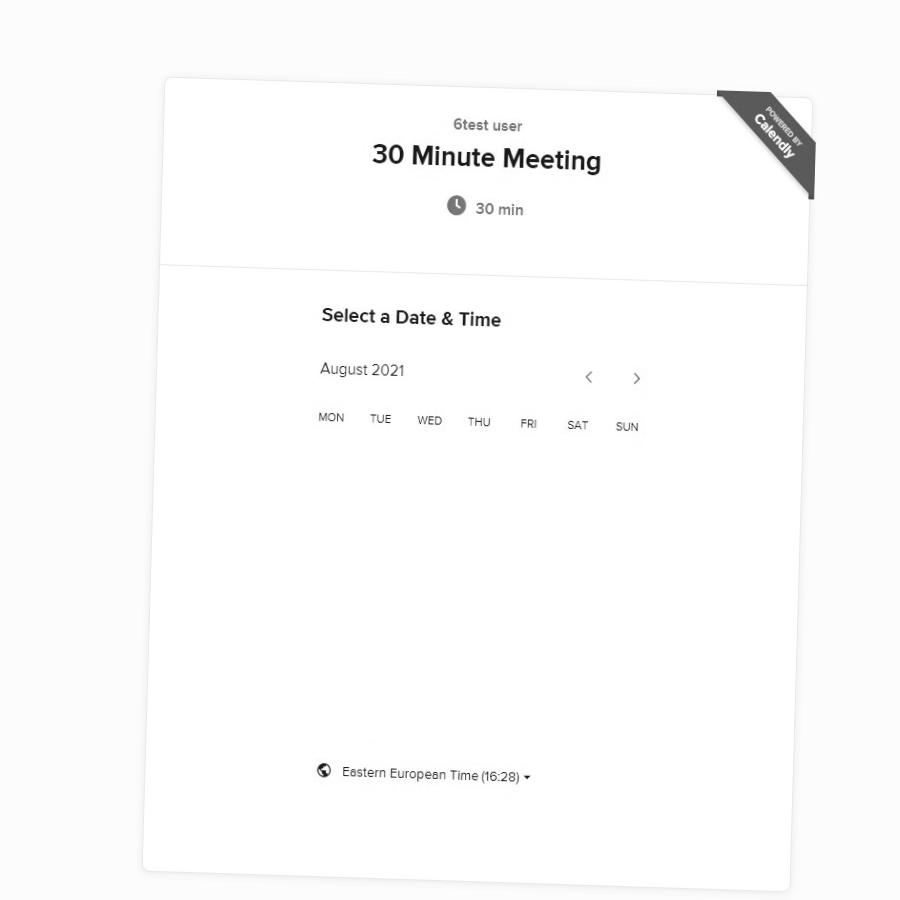 POWERED BY
Calendly
6test user
30 Minute Meeting
30 min
Select a Date & Time
August 2021
MON TUE WED THU FRI SAT SUN
Eastern European Time (16:28)